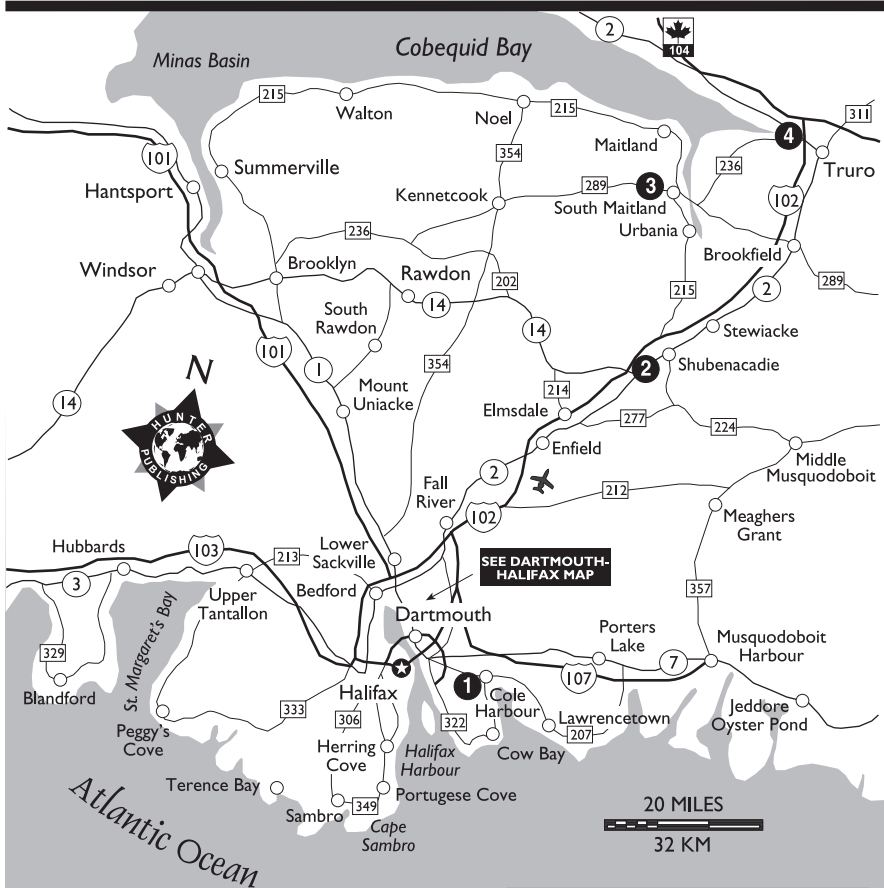 Cobequid Bay
Minas Basin
2
104
215
Walton
Noel
215
311
Maitland
4
101
354
Summerville
236
Truro
Hantsport
Kennetcook
289
3
South Maitland
102
Urbania
236
Brookfield
Windsor
Brooklyn
Rawdon
202
289
14
215
2
South
Rawdon
14
Stewiacke
101
1
354
2
Shubenacadie
N
Mount
Uniacke
214
14
Elmsdale
277
HUNTER
PUBLISHING
224
Enfield
Middle
Musquodoboit
2
Fall
River
212
102
Meaghers
Grant
Hubbards
103
213
Lower
Sackville
SEE DARTMOUTH-
HALIFAX MAP
3
Upper
Tantallon
Bedford
357
Dartmouth
St. Margaret's Bay
Porters
Lake
Musquodoboit
Harbour
329
7
Blandford
1
107
Halifax
Cole
Harbour
333
306
322
Lawrencetown
Jeddore
Oyster Pond
Peggy's
Cove
207
Herring
Cove
Halifax
Harbour
Cow Bay
Terence Bay
Portugese Cove
Sambro
349
Cape
Sambro
20 MILES
32 KM
Atlantic Ocean